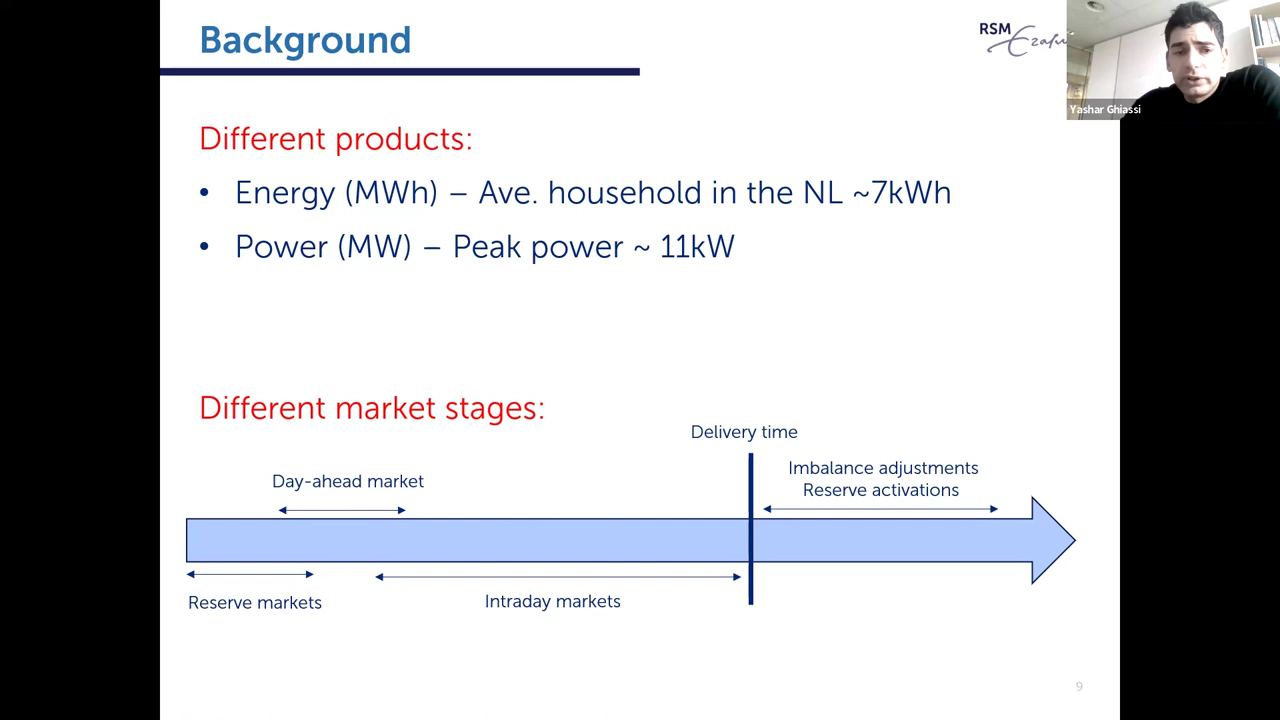 Background
RSM
Ezafun
Yashar Ghiassi
Different products:
• Energy (MWh) – Ave. household in the NL ~7kWh
• Power (MW) – Peak power ~ 11kW
Different market stages:
Delivery time
Day-ahead market
Imbalance adjustments
Reserve activations
Reserve markets
Intraday markets
9